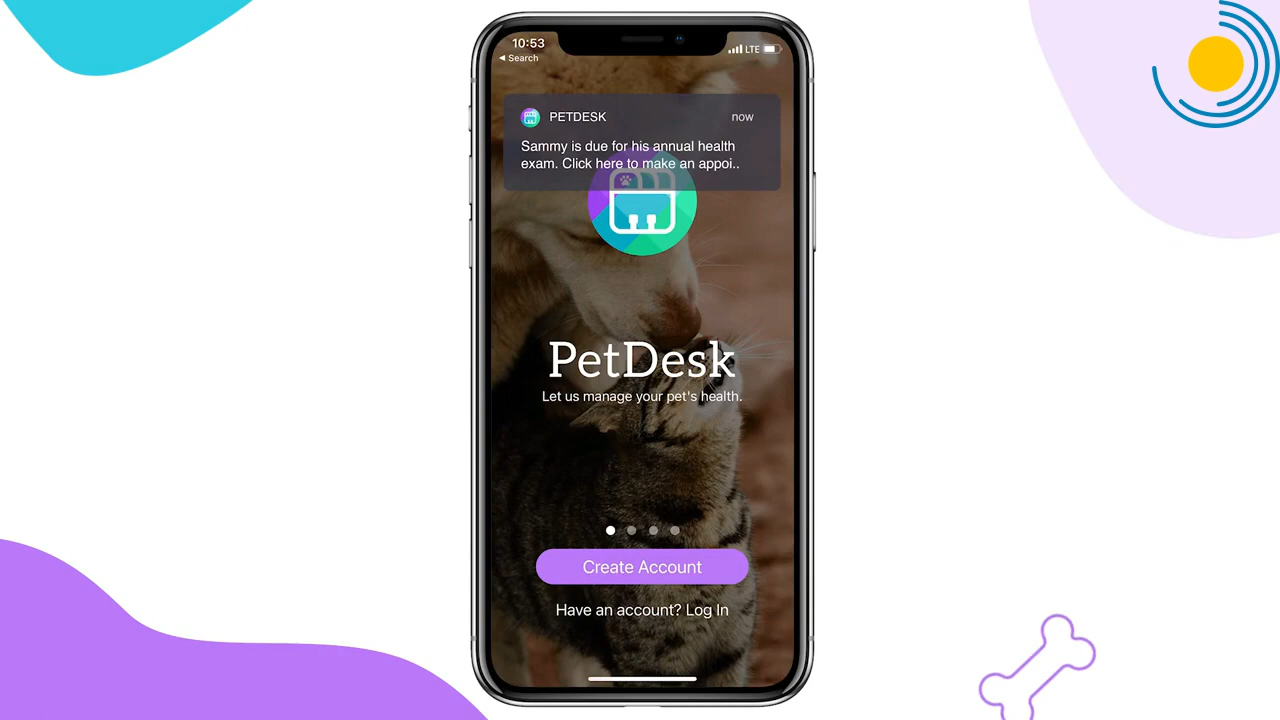 10:53
LTE
◀ Search
PETDESK
now
Sammy is due for his annual health
exam. Click here to make an appoi..
PetDesk
Let us manage your pet's health.
Create Account
Have an account? Log In